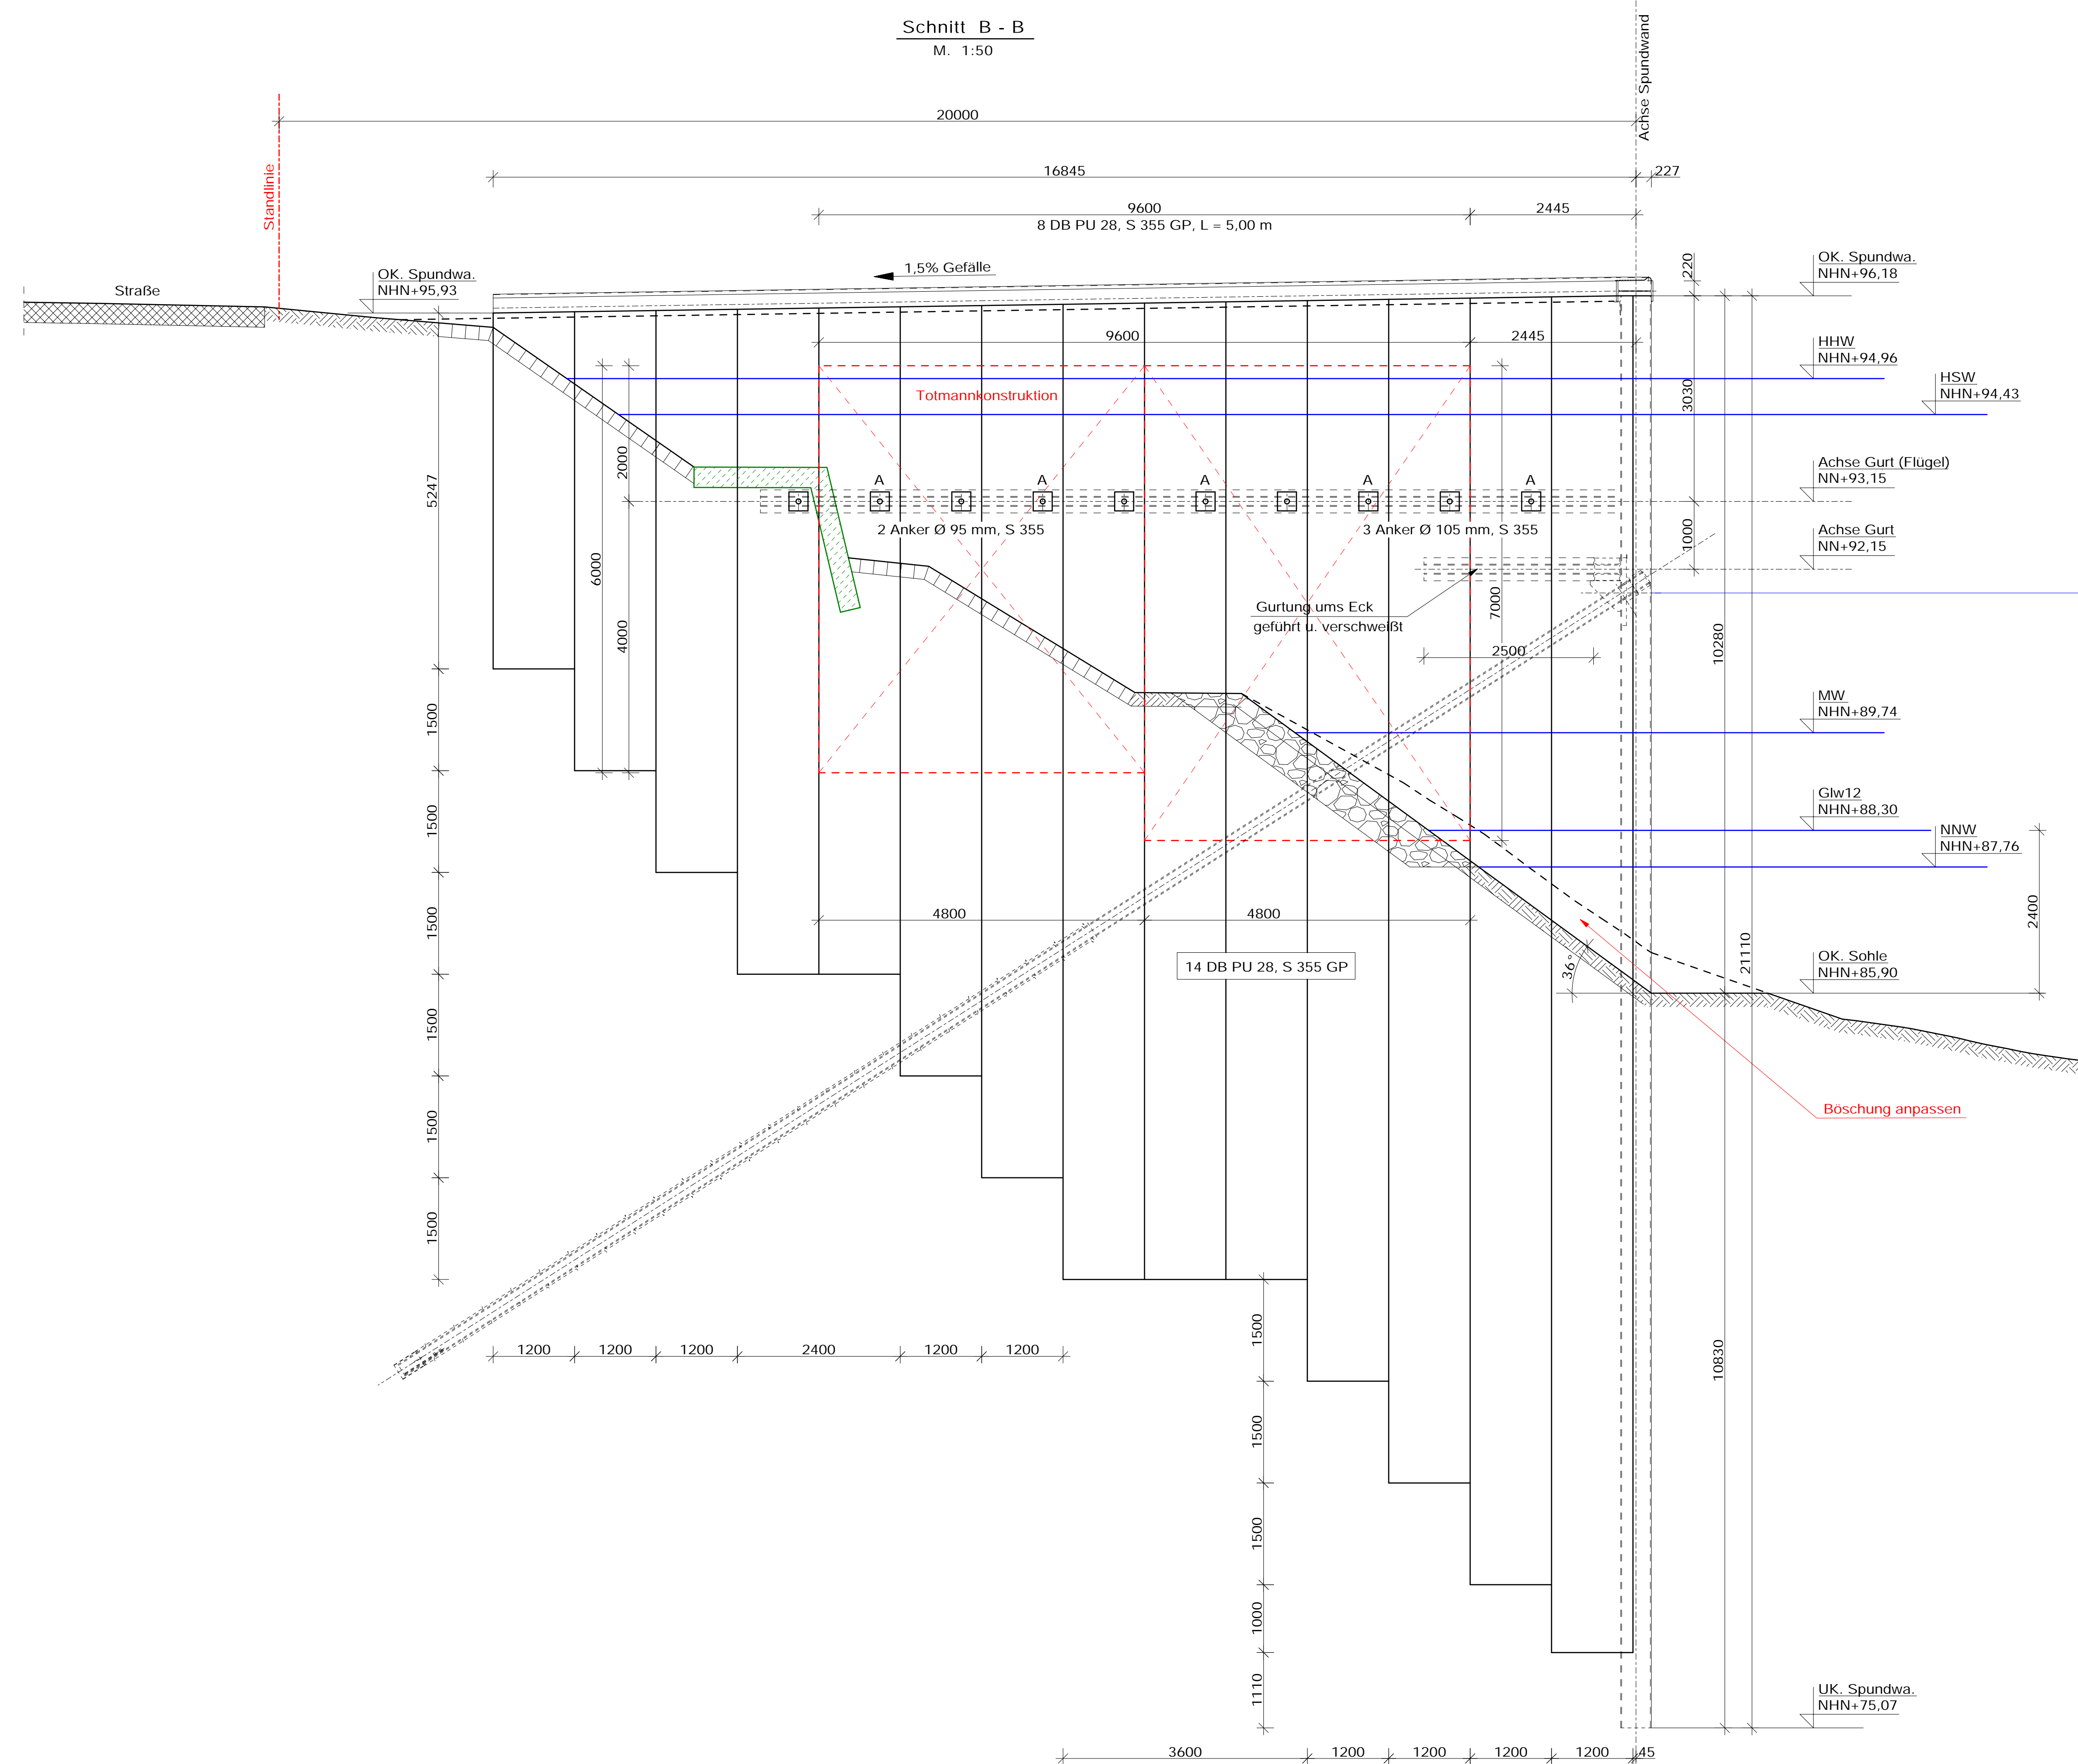 Schnitt B - B
M. 1:50
Achse Spundwand
20000
Standlinie
16845
227
9600
2445
8 DB PU 28, S 355 GP, L = 5,00 m
1,5% Gefälle
220
OK. Spundwa.
NHN+96,18
OK. Spundwa.
NHN+95,93
Straße
9600
2445
HHW
NHN+94,96
HSW
NHN+94,43
3030
Totmannkonstruktion
2000
5247
A
A
A
A
A
Achse Gurt (Flügel)
NN+93,15
2 Anker Ø 95 mm, S 355
3 Anker Ø 105 mm, S 355
1000
Achse Gurt
NN+92,15
6000
4000
7000
Gurtung ums Eck
geführt u. verschweißt
2500
10280
1500
MW
NHN+89,74
Glw12
NHN+88,30
NNW
NHN+87,76
1500
4800
4800
2400
1500
14 DB PU 28, S 355 GP
36°
21110
OK. Sohle
NHN+85,90
1500
1500
Böschung anpassen
1500
1200
1200
1200
2400
1200
1200
1500
10830
1500
1500
1000
1110
UK. Spundwa.
NHN+75,07
3600
1200
1200
1200
1200
45